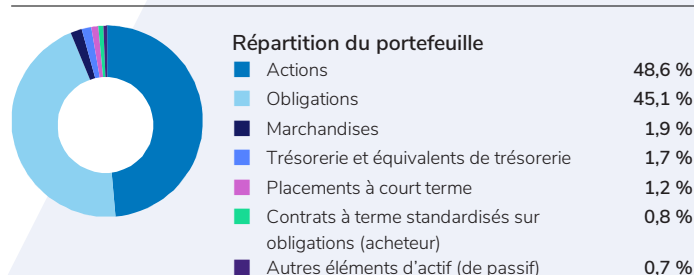 Répartition du portefeuille
Actions 48,6 %
Obligations 45,1 %
Marchandises 1,9 %
Trésorerie et équivalents de trésorerie 1,7 %
Placements à court terme 1,2 %
Contrats à terme standardisés sur 0,8 %
obligations (acheteur)
Autres éléments d'actif (de passif) 0,7 %